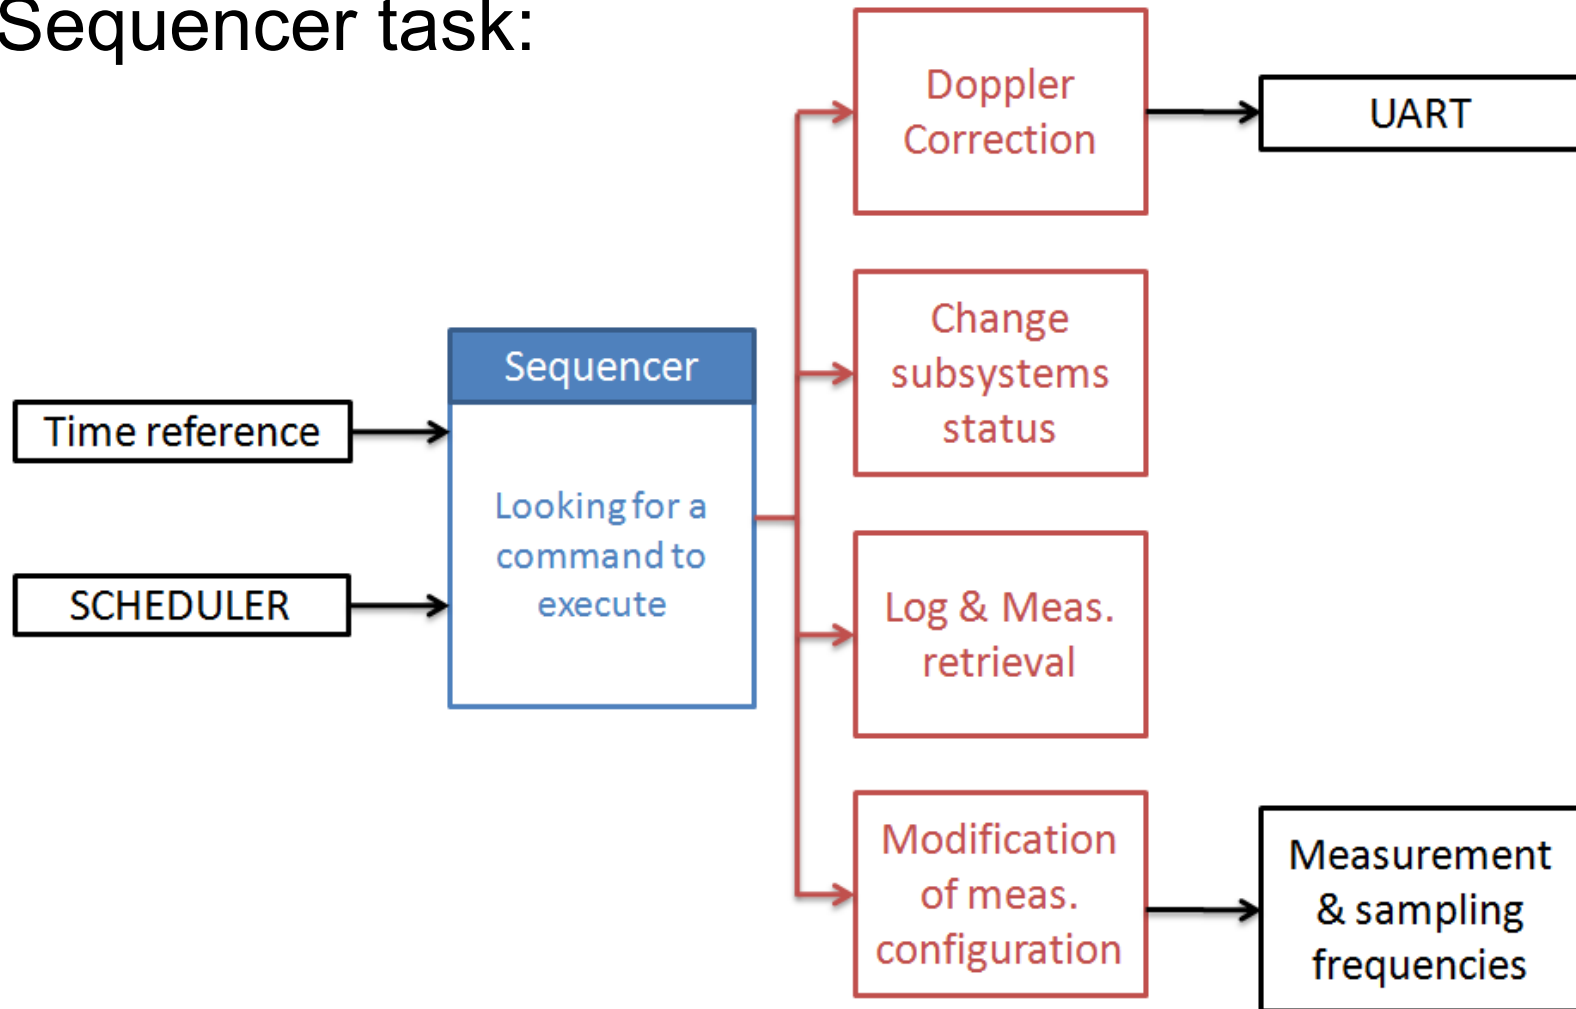 Sequencer task:
Doppler
Correction
UART
Change
subsystems
status
Sequencer
Time reference
Looking for a
command to
execute
SCHEDULER
Log & Meas.
retrieval
Modification
of meas.
configuration
Measurement
& sampling
frequencies